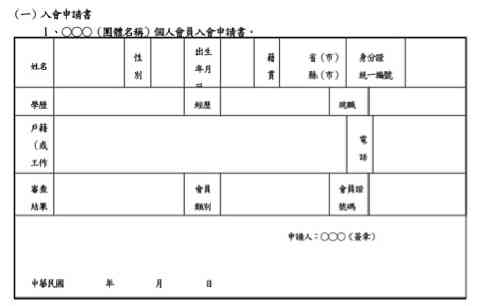 (一)入會申請書
1、○○○(團體名稱)個人會員入會申請書。
姓名 性別 出生年月 籍貫 省(市)縣(市) 身分證統一編號
學歷 經歷 現職
戶籍(或工作 電話
審查結果 會員類別 會員證號碼
申請人:○○○(簽章)
中華民國 年 月 日